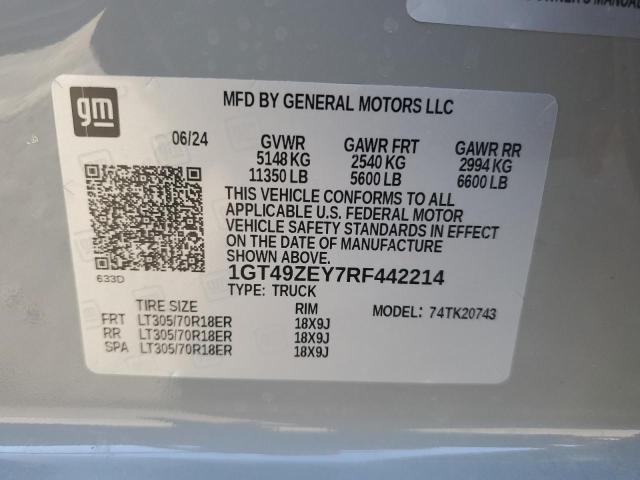 OWNER'S MANUAL
gm
MFD BY GENERAL MOTORS LLC
06/24 GVWR GAWR FRT GAWR RR
5148 KG 2540 KG 2994 KG
11350 LB 5600 LB 6600 LB
THIS VEHICLE CONFORMS TO ALL
APPLICABLE U.S. FEDERAL MOTOR
VEHICLE SAFETY STANDARDS IN EFFECT
ON THE DATE OF MANUFACTURE
SHOWN ABOVE.
633D
1GT49ZEY7RF442214
TYPE: TRUCK
TIRE SIZE RIM MODEL: 74TK20743
FRT LT305/70R18ER 18X9J
RR LT305/70R18ER 18X9J
SPA LT305/70R18ER 18X9J